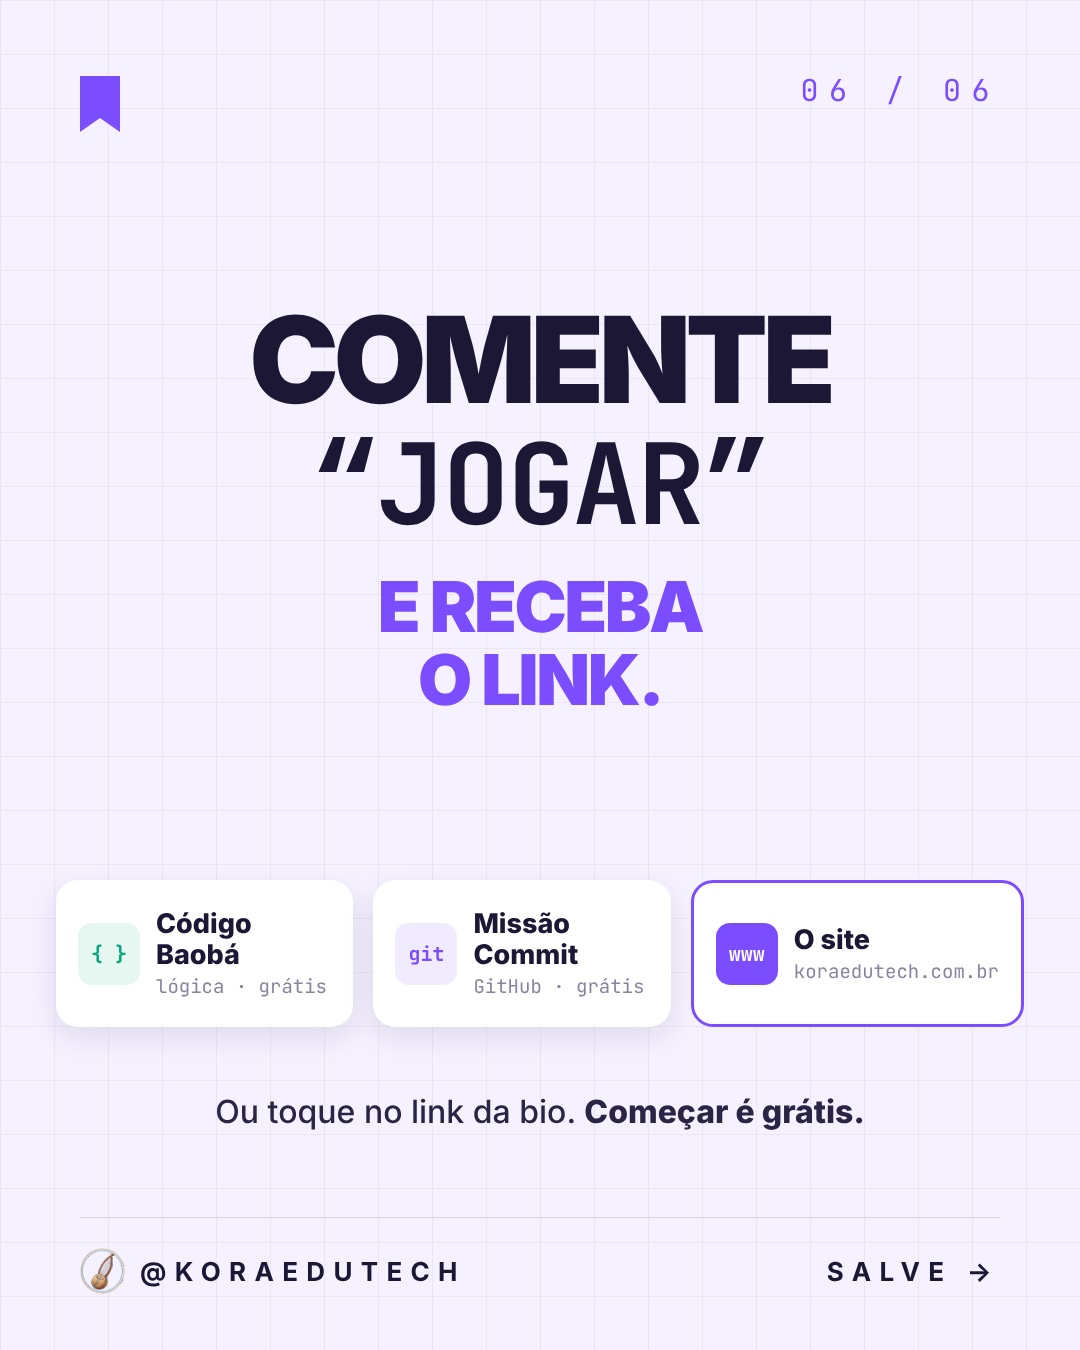 06 / 06
COMENTE
“JOGAR”
E RECEBA
O LINK.
{ }
Código
Baobá
lógica · grátis
git
Missão
Commit
GitHub · grátis
www
O site
koraedutech.com.br
Ou toque no link da bio. Começar é grátis.
@KORAEDUTECH
SALVE →